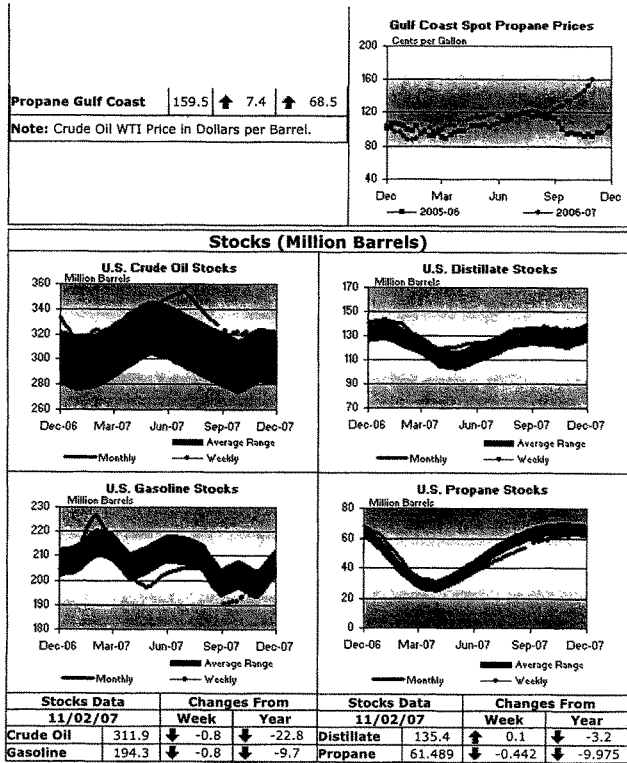 Gulf Coast Spot Propane Prices
Cents per Gallon
200
160
120
80
40
Dec Mar Jun Sep Dec
2005-06 2006-07
Propane Gulf Coast 159.5 7.4 68.5
Note: Crude Oil WTI Price in Dollars per Barrel.
Stocks (Million Barrels)
U.S. Crude Oil Stocks
Million Barrels
360
340
320
300
280
260
Dec-06 Mar-07 Jun-07 Sep-07 Dec-07
Average Range
Monthly Weekly
U.S. Distillate Stocks
Million Barrels
170
150
130
110
90
70
Dec-06 Mar-07 Jun-07 Sep-07 Dec-07
Average Range
Monthly Weekly
U.S. Gasoline Stocks
Million Barrels
230
220
210
200
190
180
Dec-06 Mar-07 Jun-07 Sep-07 Dec-07
Average Range
Monthly Weekly
U.S. Propane Stocks
Million Barrels
80
60
40
20
0
Dec-06 Mar-07 Jun-07 Sep-07 Dec-07
Average Range
Monthly Weekly
Stocks Data Changes From
11/02/07 Week Year
Crude Oil 311.9 -0.8 -22.8
Gasoline 194.3 -0.8 -9.7
Stocks Data Changes From
11/02/07 Week Year
Distillate 135.4 0.1 -3.2
Propane 61.489 -0.442 -9.975